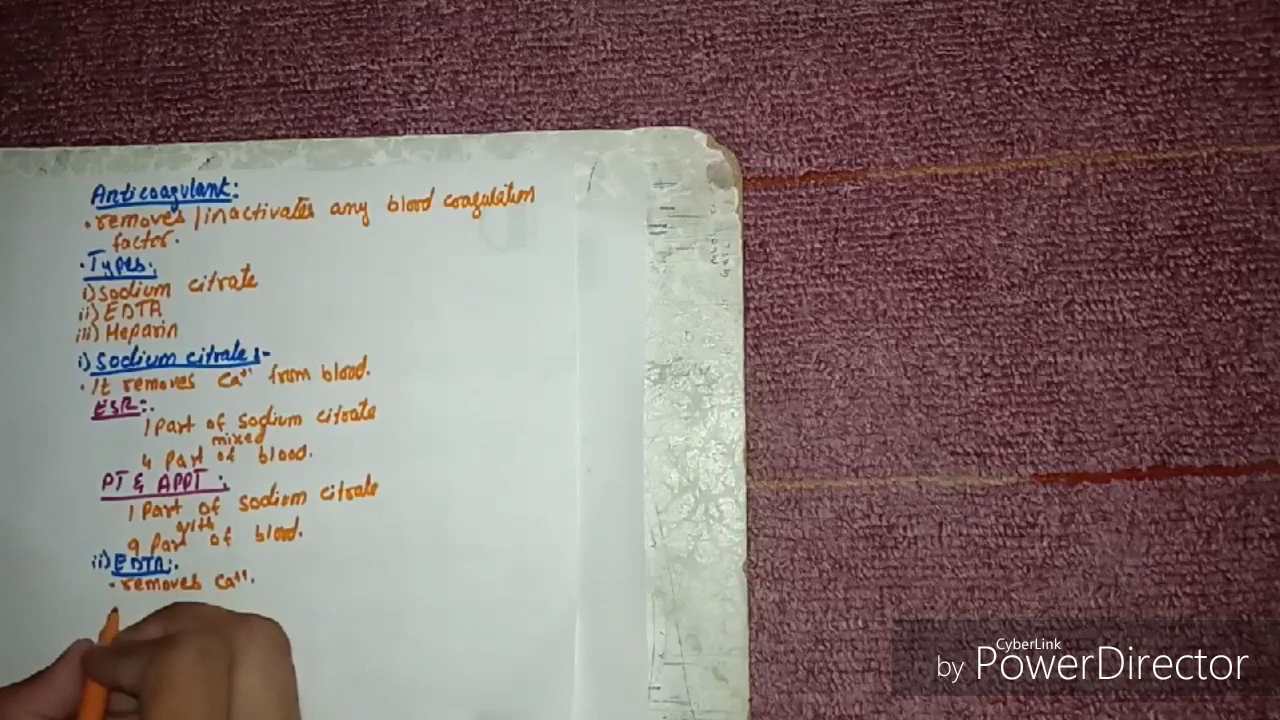 Anticoagulant:
• removes / inactivates any blood coagulation
factor.
• Types:
i) Sodium citrate
ii) EDTA
iii) Heparin
i) Sodium citrate:-
• It removes Ca++ from blood.
ESR:-
1 Part of sodium citrate
mixed
4 part of blood.
PT & APPT:
1 Part of sodium citrate
with
9 part of blood.
ii) EDTA:
• removes Ca++.
CyberLink
by PowerDirector